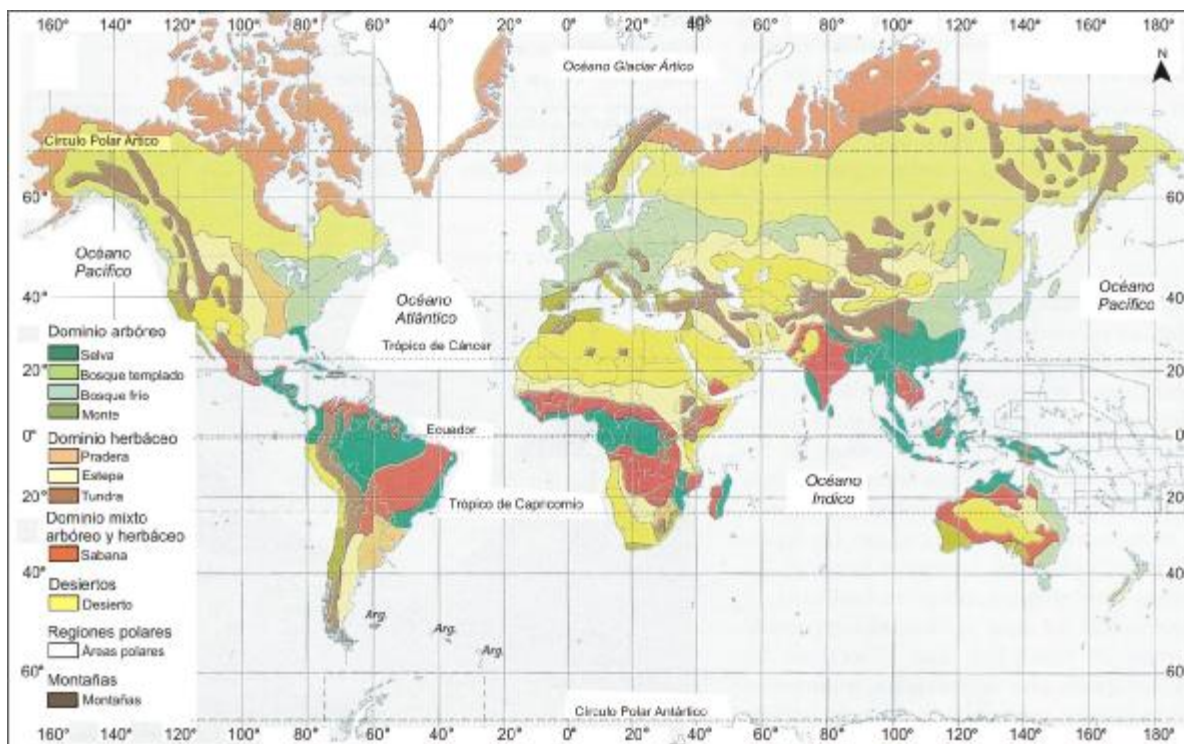 160° 140° 120° 100° 80° 60° 40° 20° 0° 20° 40° 60° 80° 100° 120° 140° 160° 180°
40°
Océano Glaciar Ártico
N
Círculo Polar Ártico
60° 60°
Océano
Pacífico
Océano
Atlántico
Océano
Pacífico
40° 40°
Trópico de Cáncer
20° 20°
Ecuador
0° 0°
Océano
Indico
Trópico de Capricornio
20° 20°
40° 40°
Arg.
Arg.
Arg.
60° 60°
Círculo Polar Antártico
Dominio arbóreo
Selva
Bosque templado
Bosque frío
Monte
Dominio herbáceo
Pradera
Estepa
Tundra
Dominio mixto
arbóreo y herbáceo
Sabana
Desiertos
Desierto
Regiones polares
Áreas polares
Montañas
Montañas
160° 140° 120° 100° 80° 60° 40° 20° 0° 20° 40° 60° 80° 100° 120° 140° 160° 180°